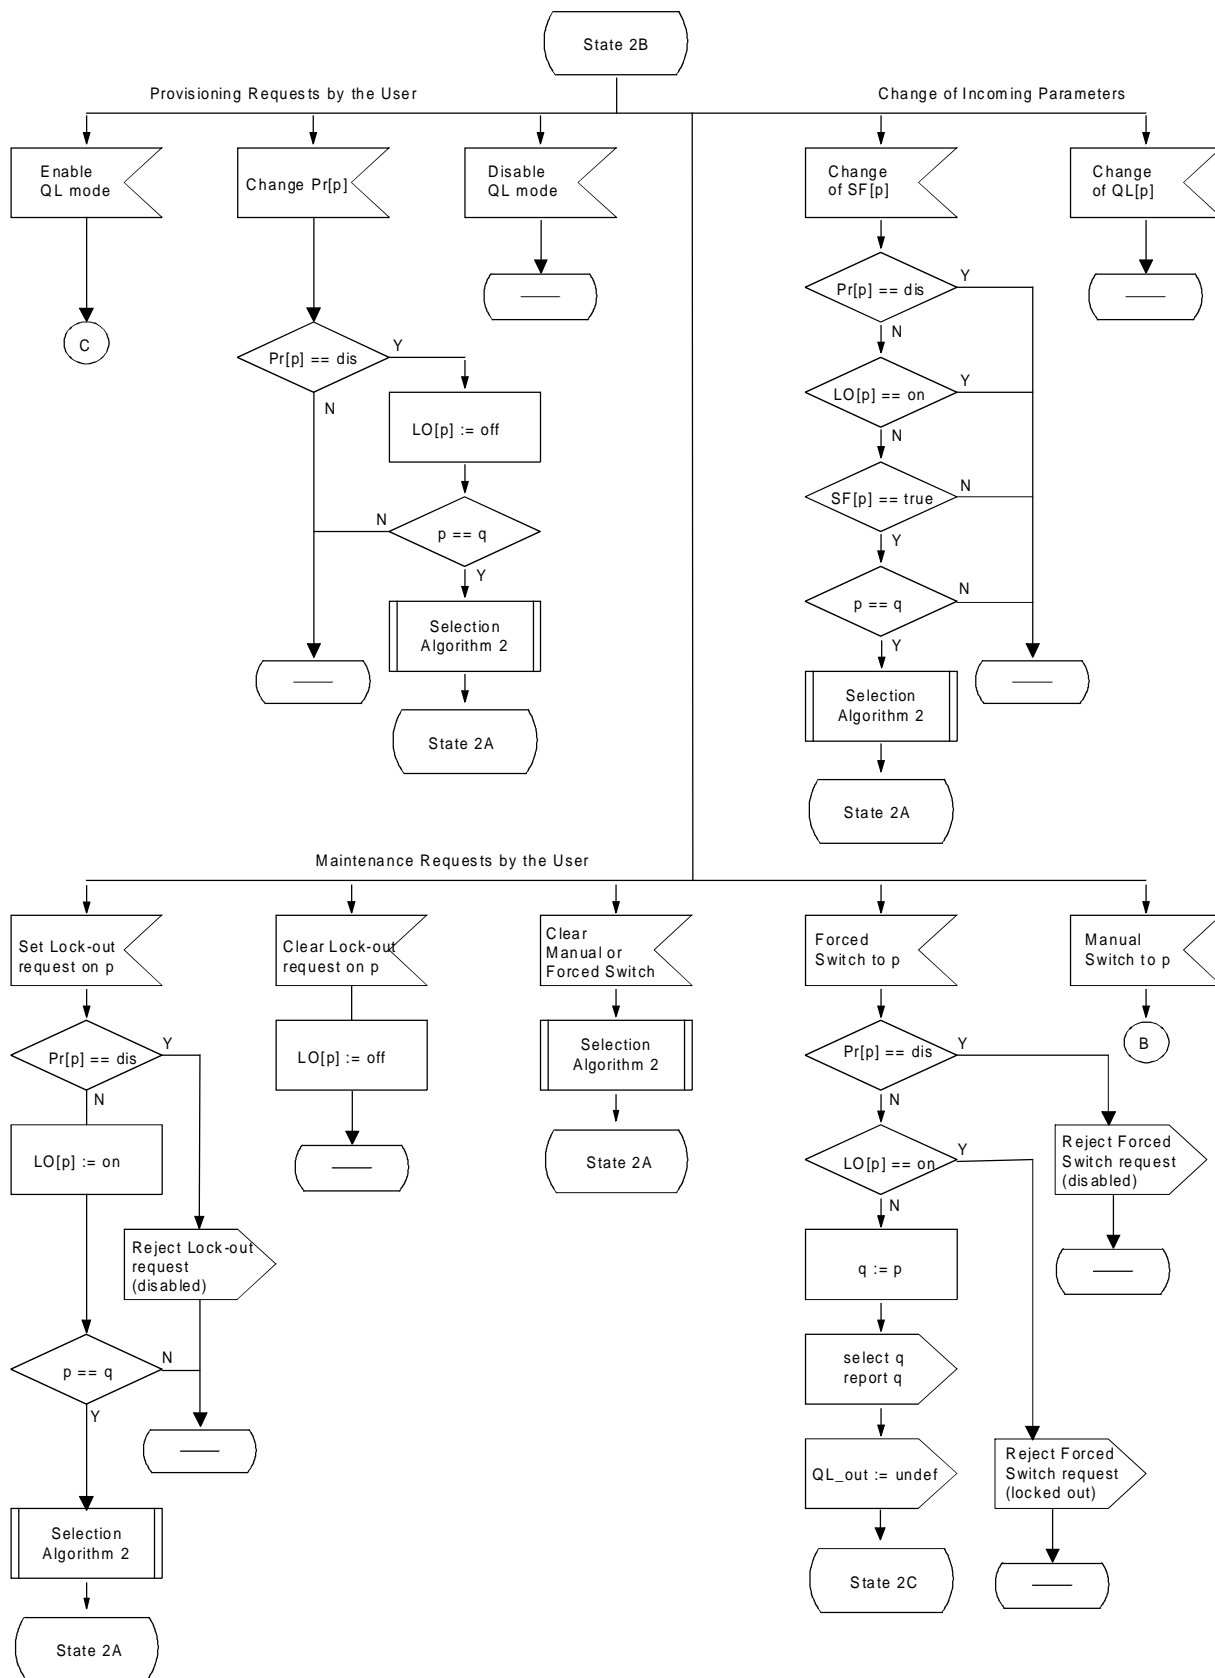 State 2B
Provisioning Requests by the User
Change of Incoming Parameters
Enable
QL mode
Change Pr[p]
Disable
QL mode
Change
of SF[p]
Change
of QL[p]
C
Pr[p] == dis
Y
N
LO[p] := off
p == q
N
Y
Selection
Algorithm 2
State 2A
Pr[p] == dis
Y
N
LO[p] == on
Y
N
SF[p] == true
N
Y
p == q
N
Y
Selection
Algorithm 2
State 2A
Maintenance Requests by the User
Set Lock-out
request on p
Clear Lock-out
request on p
Clear
Manual or
Forced Switch
Forced
Switch to p
Manual
Switch to p
Pr[p] == dis
Y
N
LO[p] := on
Reject Lock-out
request
(disabled)
p == q
N
Y
Selection
Algorithm 2
State 2A
LO[p] := off
Selection
Algorithm 2
State 2A
Pr[p] == dis
Y
N
LO[p] == on
Y
N
q := p
select q
report q
QL_out := undef
State 2C
B
Reject Forced
Switch request
(disabled)
Reject Forced
Switch request
(locked out)